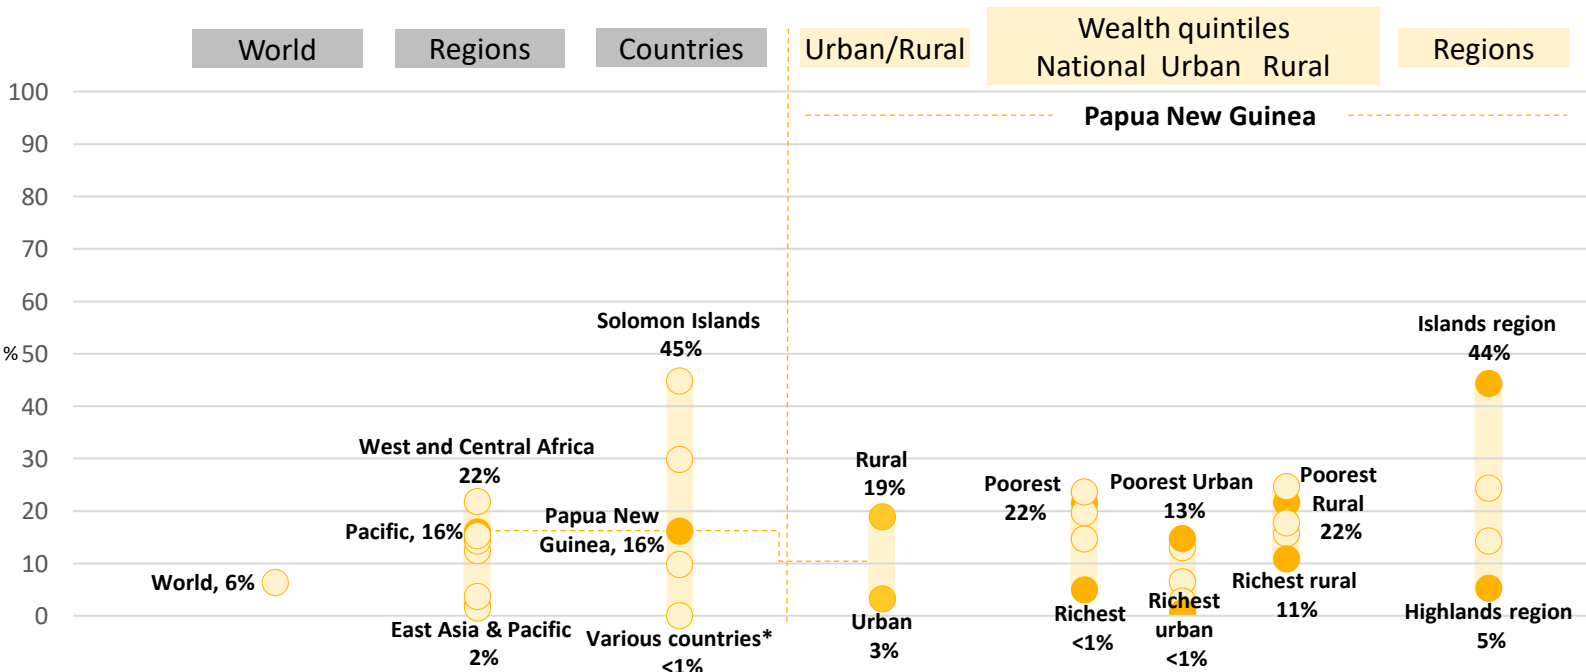 World
Regions
Countries
Urban/Rural
Wealth quintiles
National Urban Rural
Regions
Papua New Guinea
100
90
80
70
60
% 50
40
30
20
10
0
World, 6%
West and Central Africa
22%
Pacific, 16%
East Asia & Pacific
2%
Solomon Islands
45%
Papua New
Guinea, 16%
Various countries*
<1%
Rural
19%
Urban
3%
Poorest
22%
Richest
<1%
Poorest Urban
13%
Richest
urban
<1%
Poorest
Rural
22%
Richest rural
11%
Islands region
44%
Highlands region
5%